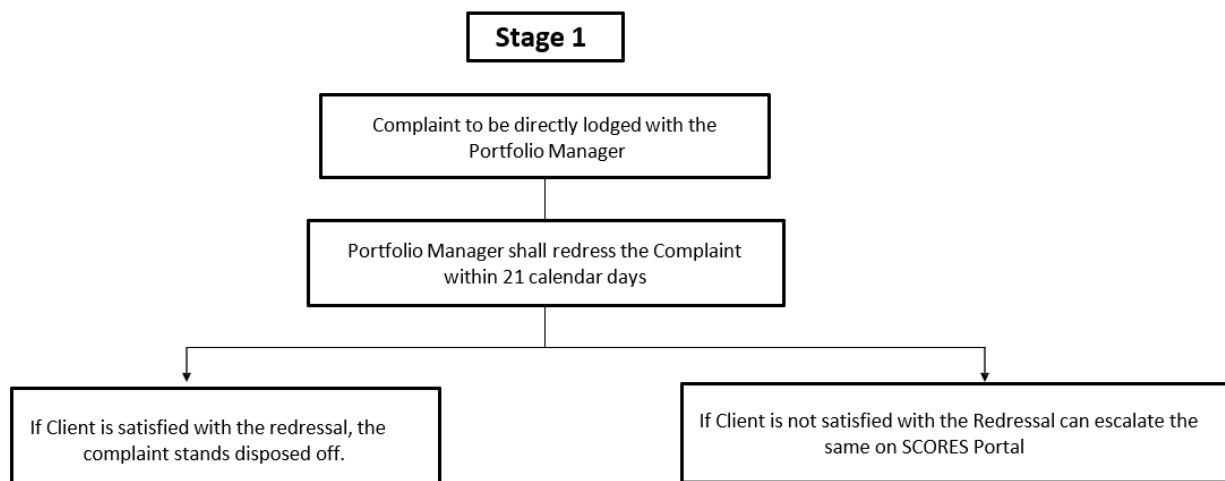 Stage 1
Complaint to be directly lodged with the
Portfolio Manager
Portfolio Manager shall redress the Complaint
within 21 calendar days
If Client is satisfied with the redressal, the
complaint stands disposed off.
If Client is not satisfied with the Redressal can escalate the
same on SCORES Portal